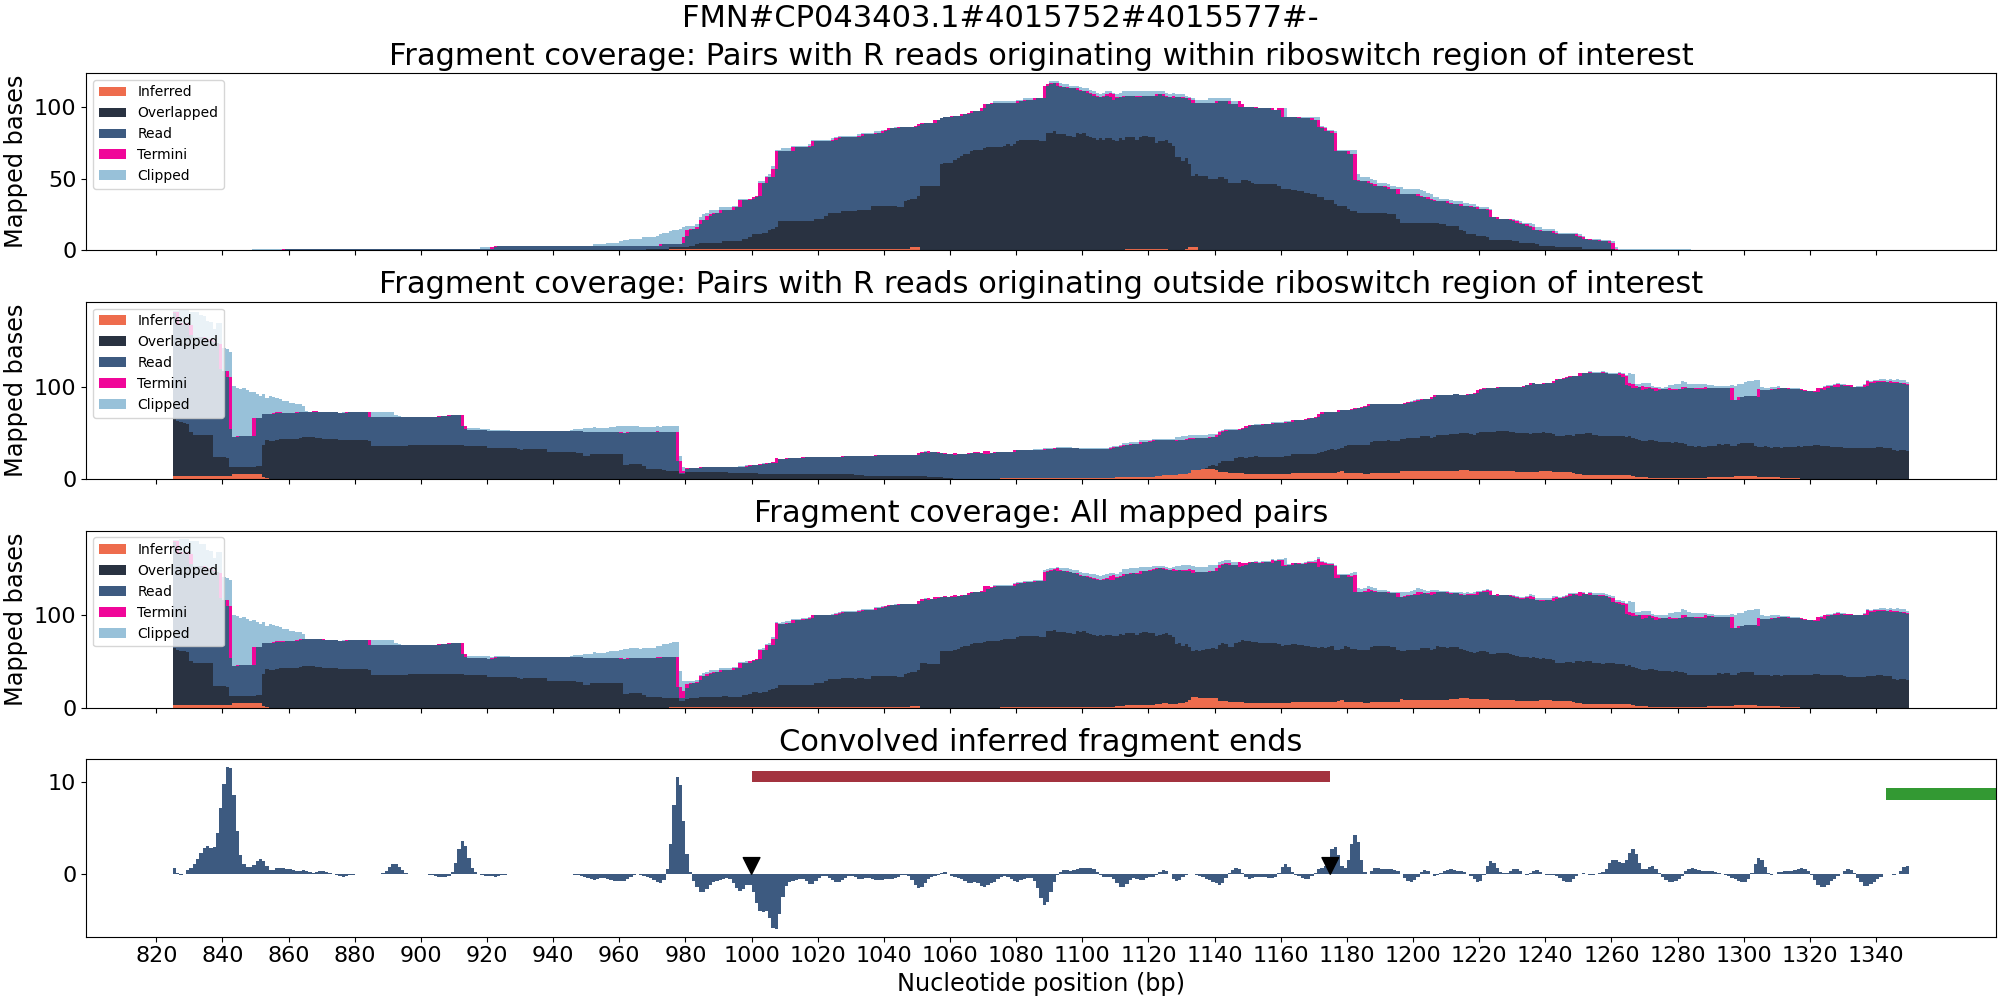 FMN#CP043403.1#4015752#4015577#-
Fragment coverage: Pairs with R reads originating within riboswitch region of interest
Mapped bases
100
50
0
Inferred
Overlapped
Read
Termini
Clipped
Fragment coverage: Pairs with R reads originating outside riboswitch region of interest
Mapped bases
100
0
Inferred
Overlapped
Read
Termini
Clipped
Fragment coverage: All mapped pairs
Mapped bases
100
0
Inferred
Overlapped
Read
Termini
Clipped
Convolved inferred fragment ends
10
0
820 840 860 880 900 920 940 960 980 1000 1020 1040 1060 1080 1100 1120 1140 1160 1180 1200 1220 1240 1260 1280 1300 1320 1340
Nucleotide position (bp)